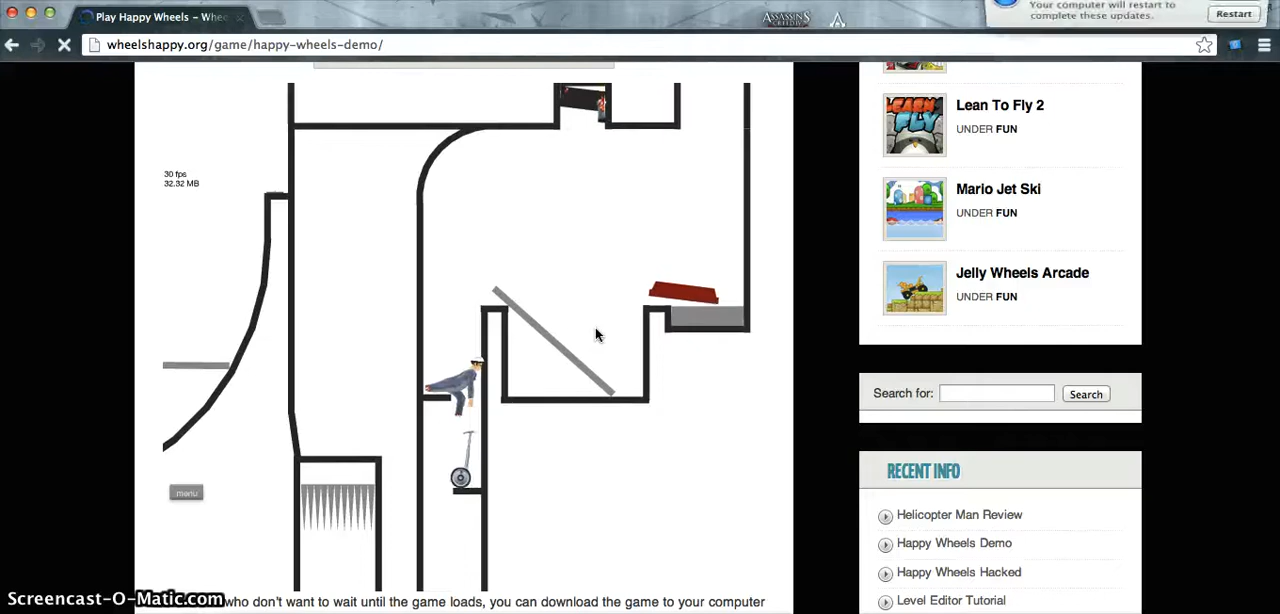 Play Happy Wheels – Whee
ASSASSINS
Your computer will restart to
complete these updates.
Restart
wheelshappy.org/game/happy-wheels-demo/
30 fps
32.32 MB
menu
LEARN
FLY
Lean To Fly 2
UNDER FUN
Mario Jet Ski
UNDER FUN
Jelly Wheels Arcade
UNDER FUN
Search for:
Search
RECENT INFO
Helicopter Man Review
Happy Wheels Demo
Happy Wheels Hacked
Level Editor Tutorial
who don't want to wait until the game loads, you can download the game to your computer
Screencast-O-Matic.com